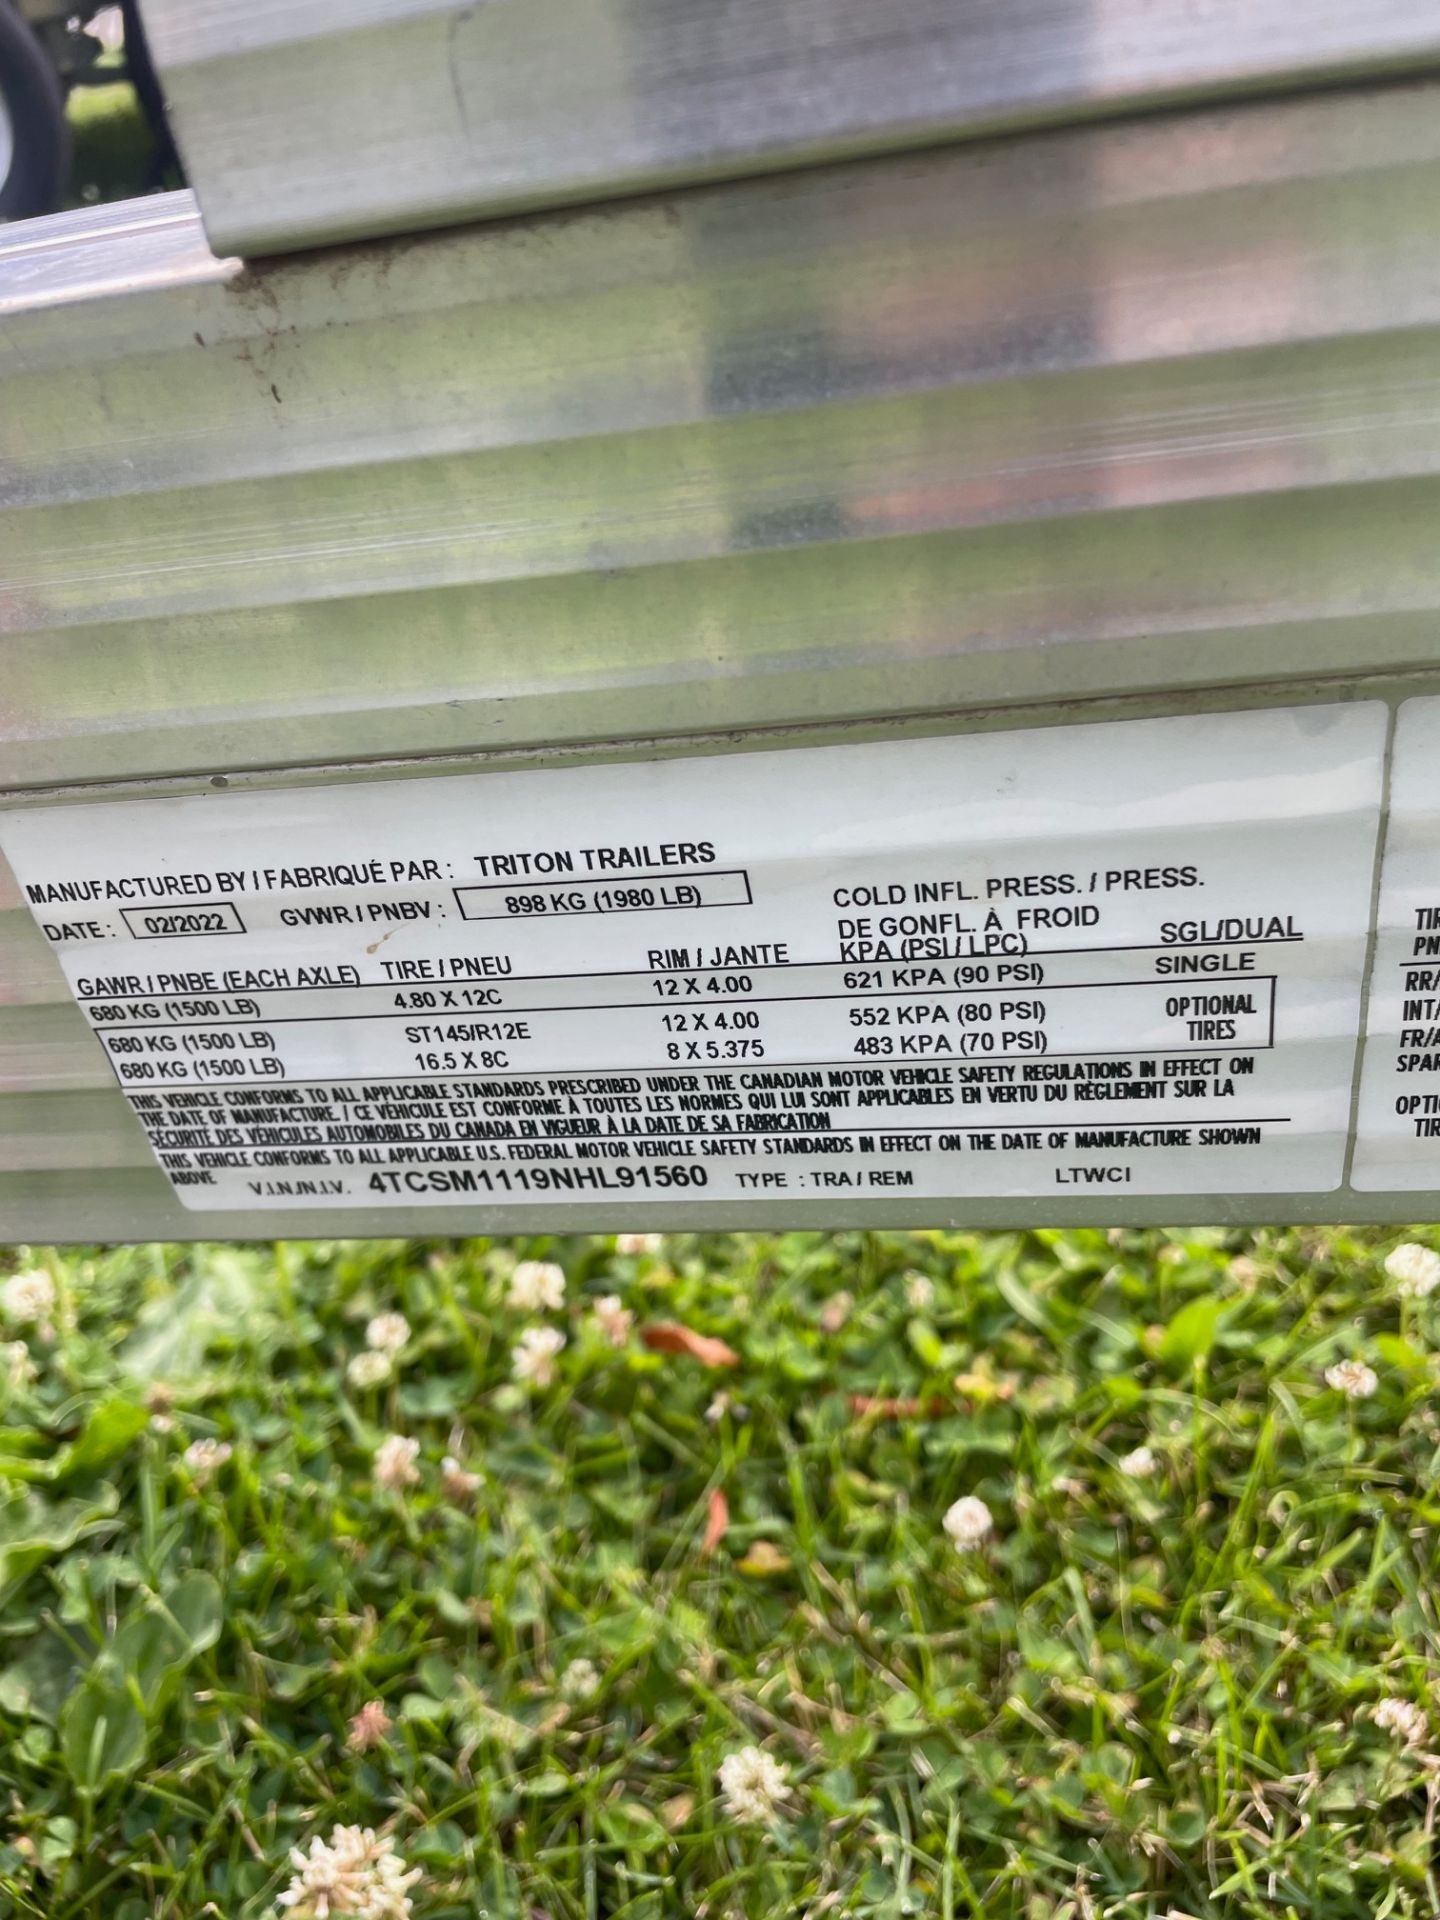 MANUFACTURED BY / FABRIQUÉ PAR : TRITON TRAILERS
DATE : 02/2022 GVWR / PNBV : 898 KG (1980 LB)
COLD INFL. PRESS. / PRESS.
DE GONFL. À FROID
GAWR / PNBE (EACH AXLE) TIRE / PNEU RIM / JANTE KPA (PSI / LPC) SGL/DUAL
680 KG (1500 LB) 4.80 X 12C 12 X 4.00 621 KPA (90 PSI) SINGLE
680 KG (1500 LB) ST145/R12E 12 X 4.00 552 KPA (80 PSI) OPTIONAL
680 KG (1500 LB) 16.5 X 8C 8 X 5.375 483 KPA (70 PSI) TIRES
THIS VEHICLE CONFORMS TO ALL APPLICABLE STANDARDS PRESCRIBED UNDER THE CANADIAN MOTOR VEHICLE SAFETY REGULATIONS IN EFFECT ON
THE DATE OF MANUFACTURE. / CE VÉHICULE EST CONFORME À TOUTES LES NORMES QUI LUI SONT APPLICABLES EN VERTU DU RÈGLEMENT SUR LA
SÉCURITÉ DES VÉHICULES AUTOMOBILES DU CANADA EN VIGUEUR À LA DATE DE SA FABRICATION
THIS VEHICLE CONFORMS TO ALL APPLICABLE U.S. FEDERAL MOTOR VEHICLE SAFETY STANDARDS IN EFFECT ON THE DATE OF MANUFACTURE SHOWN
ABOVE
V.I.N./N.I.V. 4TCSM1119NHL91560 TYPE : TRA / REM LTWCI
TIR
PN
RR/
INT/
FR/A
SPAR
OPTI
TIR